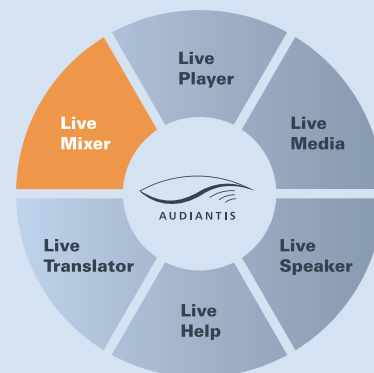 Live
Player
Live
Mixer
Live
Media
AUDIANTIS
Live
Translator
Live
Speaker
Live
Help